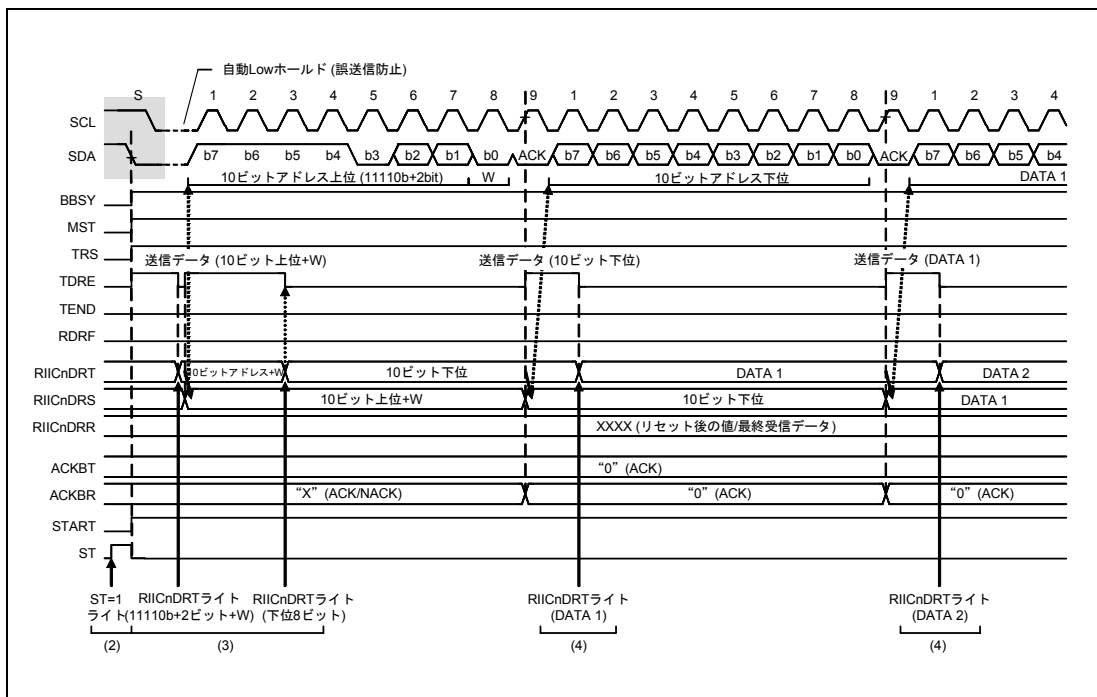 自動Lowホールド (誤送信防止)
S 1 2 3 4 5 6 7 8 9 1 2 3 4 5 6 7 8 9 1 2 3 4
SCL
SDA b7 b6 b5 b4 b3 b2 b1 b0 ACK b7 b6 b5 b4 b3 b2 b1 b0 ACK b7 b6 b5 b4
10ビットアドレス上位 (11110b+2bit) W 10ビットアドレス下位 DATA 1
BBSY
MST
TRS
送信データ (10ビット上位+W) 送信データ (10ビット下位) 送信データ (DATA 1)
TDRE
TEND
RDRF
RIICnDRT 10ビットアドレス+W 10ビット下位 DATA 1 DATA 2
RIICnDRS 10ビット上位+W 10ビット下位 DATA 1
RIICnDRR XXXX (リセット後の値/最終受信データ)
ACKBT “0” (ACK)
ACKBR “X” (ACK/NACK) “0” (ACK) “0” (ACK)
START
ST
ST=1 RIICnDRTライト RIICnDRTライト RIICnDRTライト RIICnDRTライト
ライト (11110b+2ビット+W) (下位8ビット) (DATA 1) (DATA 2)
(2) (3) (4) (4)